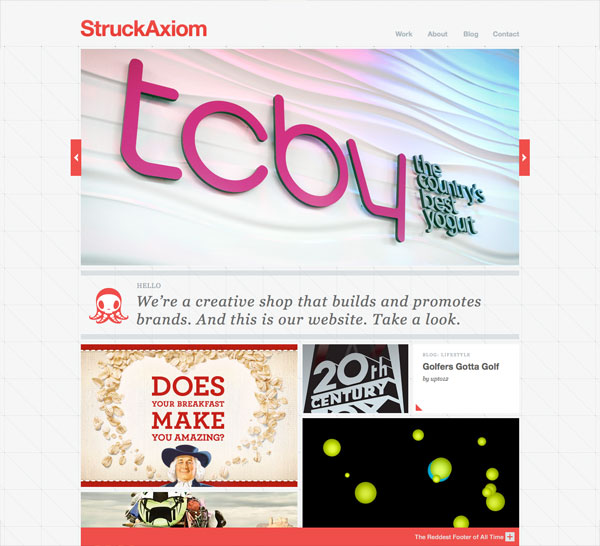 StruckAxiom
Work About Blog Contact
tcby
the
country's
best
yogurt
HELLO
We're a creative shop that builds and promotes
brands. And this is our website. Take a look.
DOES
YOUR BREAKFAST
MAKE
YOU AMAZING?
20th
CENTURY
FOX
BLOG: LIFESTYLE
Golfers Gotta Golf
by upto12
The Reddest Footer of All Time